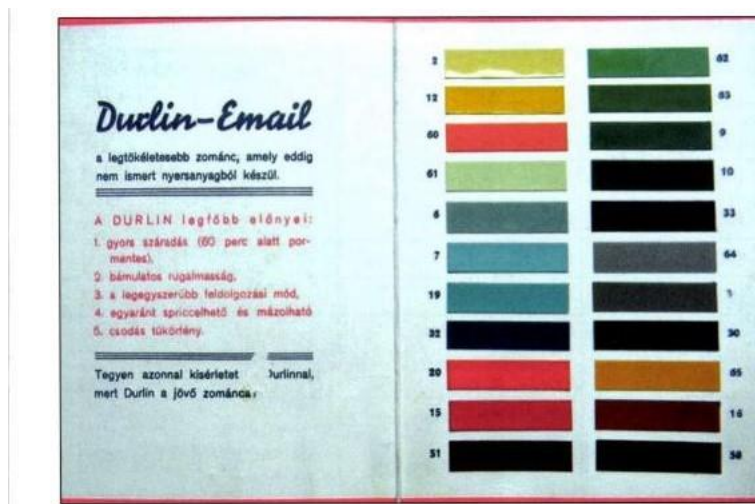 Durlin-Email
a legtökéletesebb zománc, amely eddig
nem ismert nyersanyagból készül.
A DURLIN legfőbb előnyei:
1. gyors száradás (60 perc alatt por-
mentes),
2. bámulatos rugalmasság,
3. a legegyszerűbb feldolgozási mód,
4. egyaránt spriccelhető és mázolható
5. csodás tükörfény.
Tegyen azonnal kisérletet urlinnal,
mert Durlin a jövő zománca
2 62
12 63
60 9
61 10
6 33
7 64
19
32 30
20 65
15 16
51 58